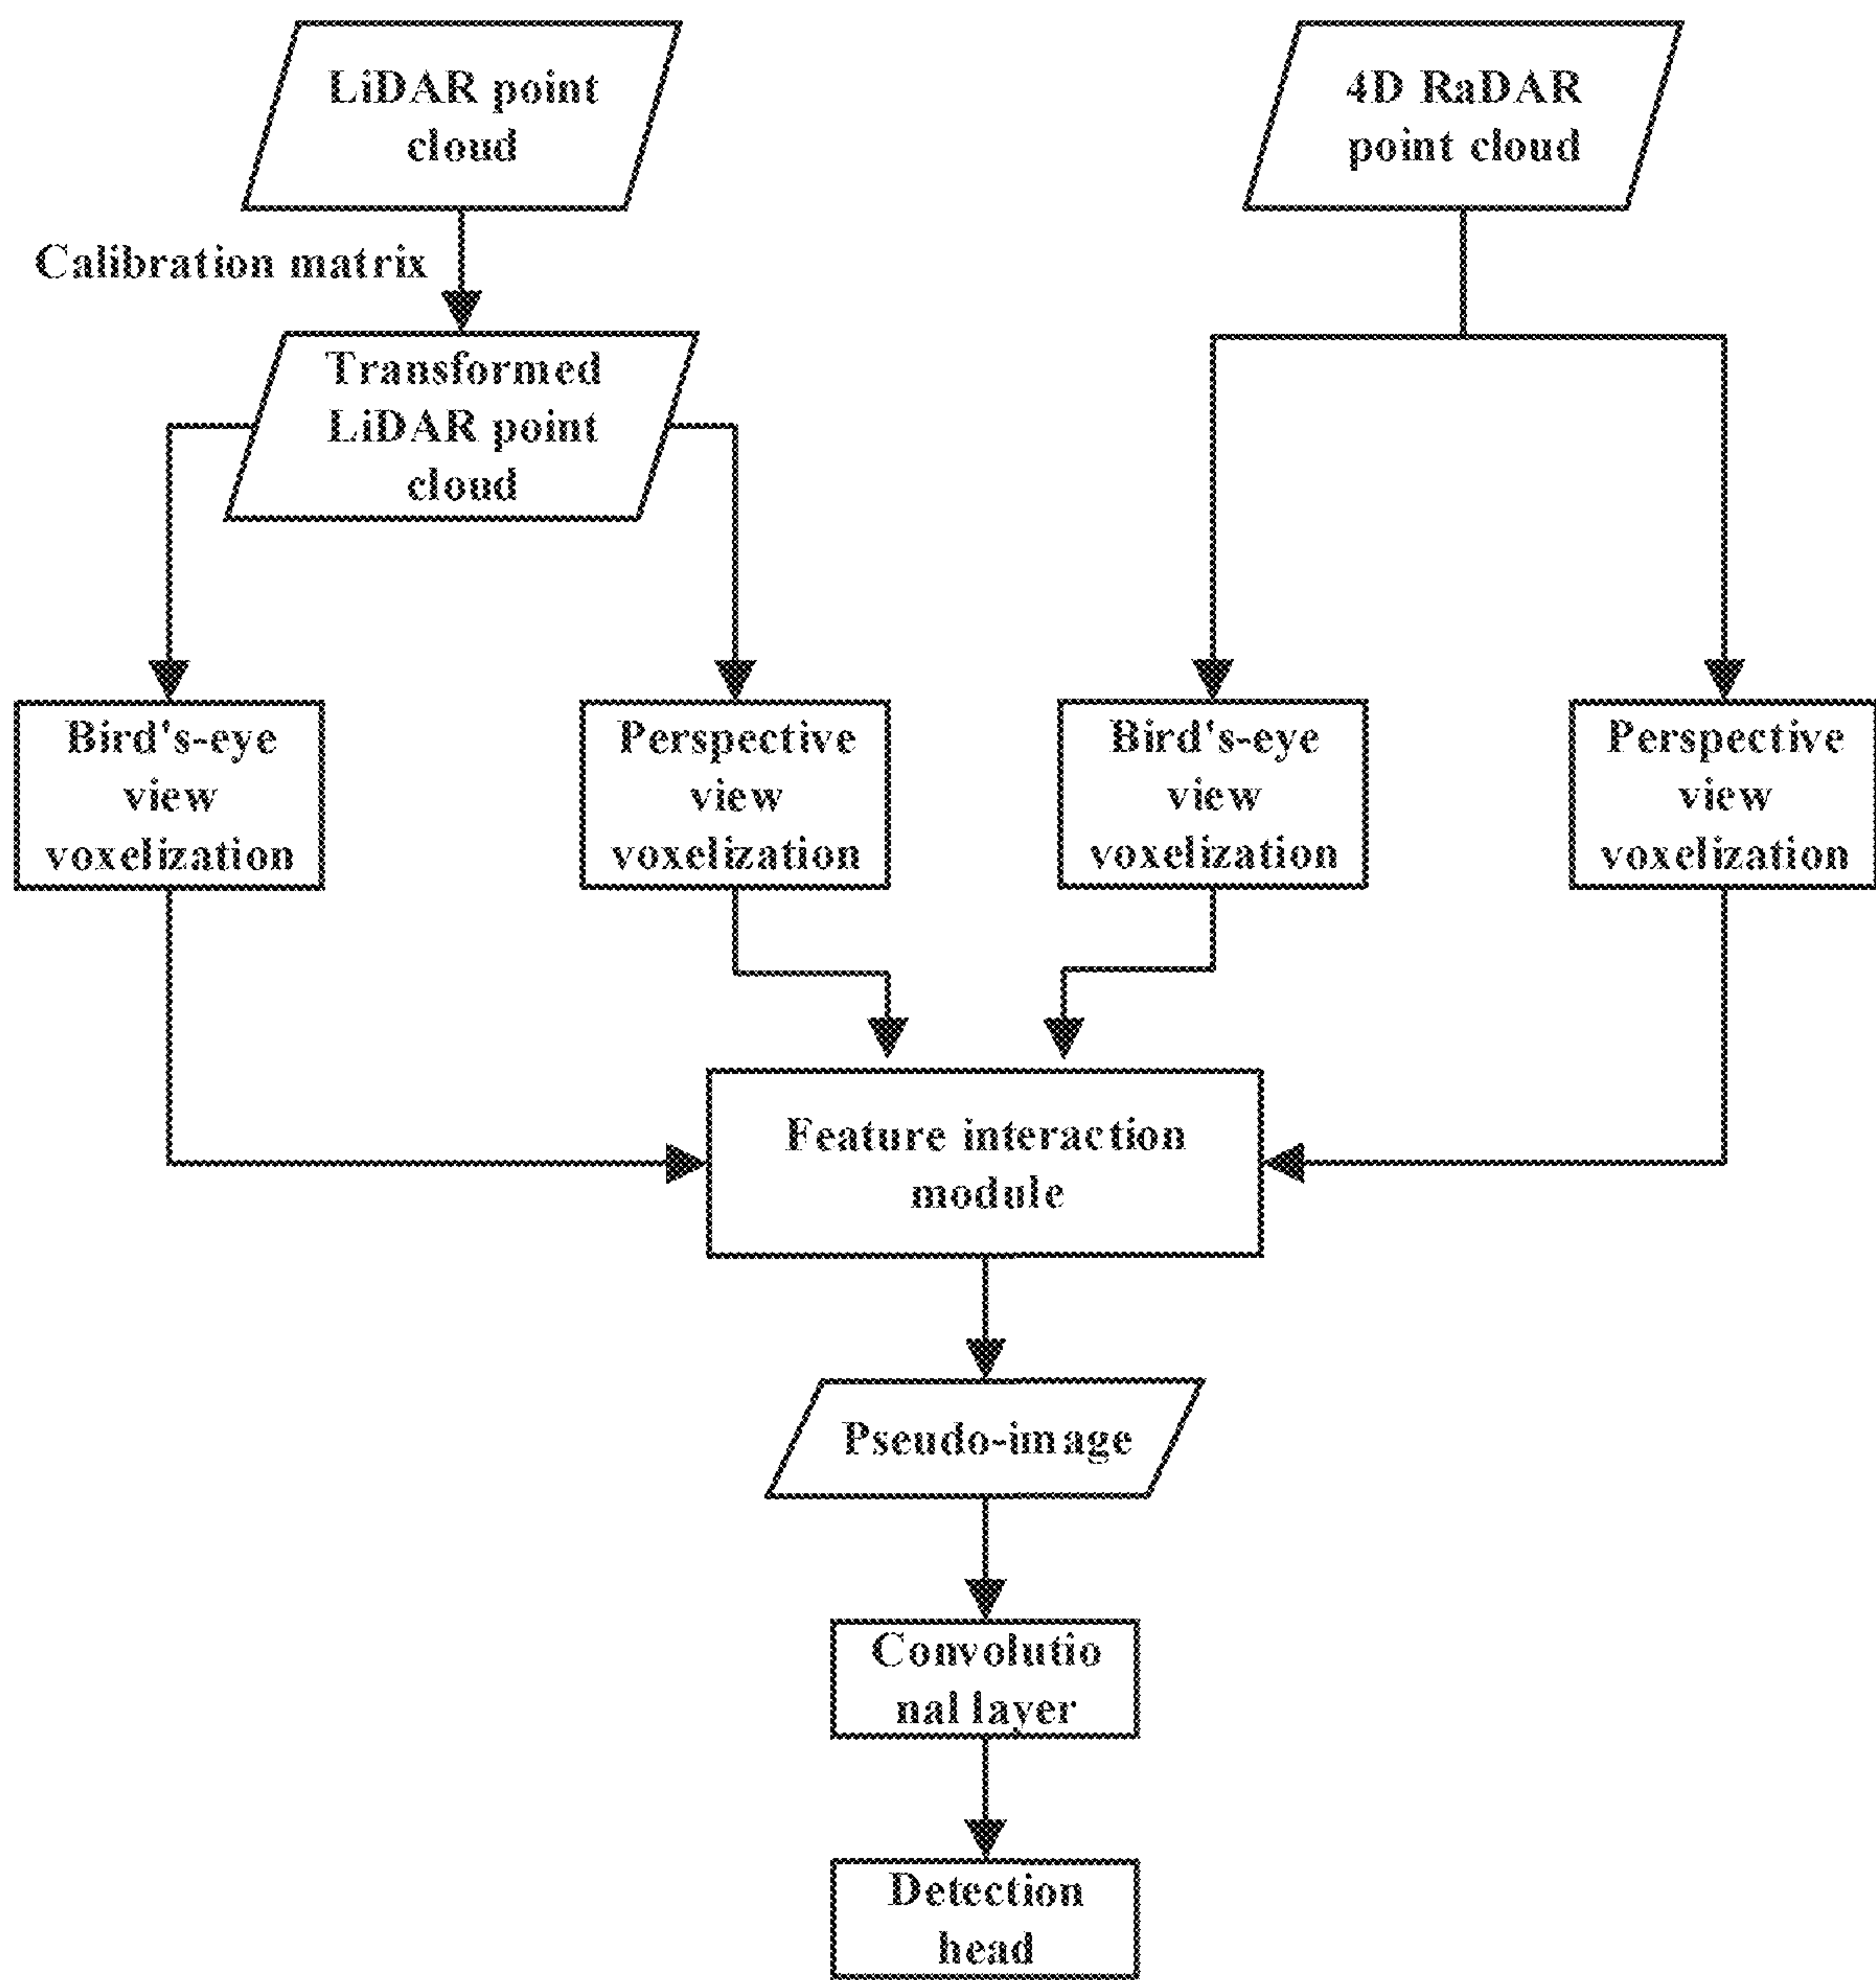 LiDAR point
cloud
4D RaDAR
point cloud
Calibration matrix
Transformed
LiDAR point
cloud
Bird's-eye
view
voxelization
Perspective
view
voxelization
Bird's-eye
view
voxelization
Perspective
view
voxelization
Feature interaction
module
Pseudo-image
Convolutio
nal layer
Detection
head